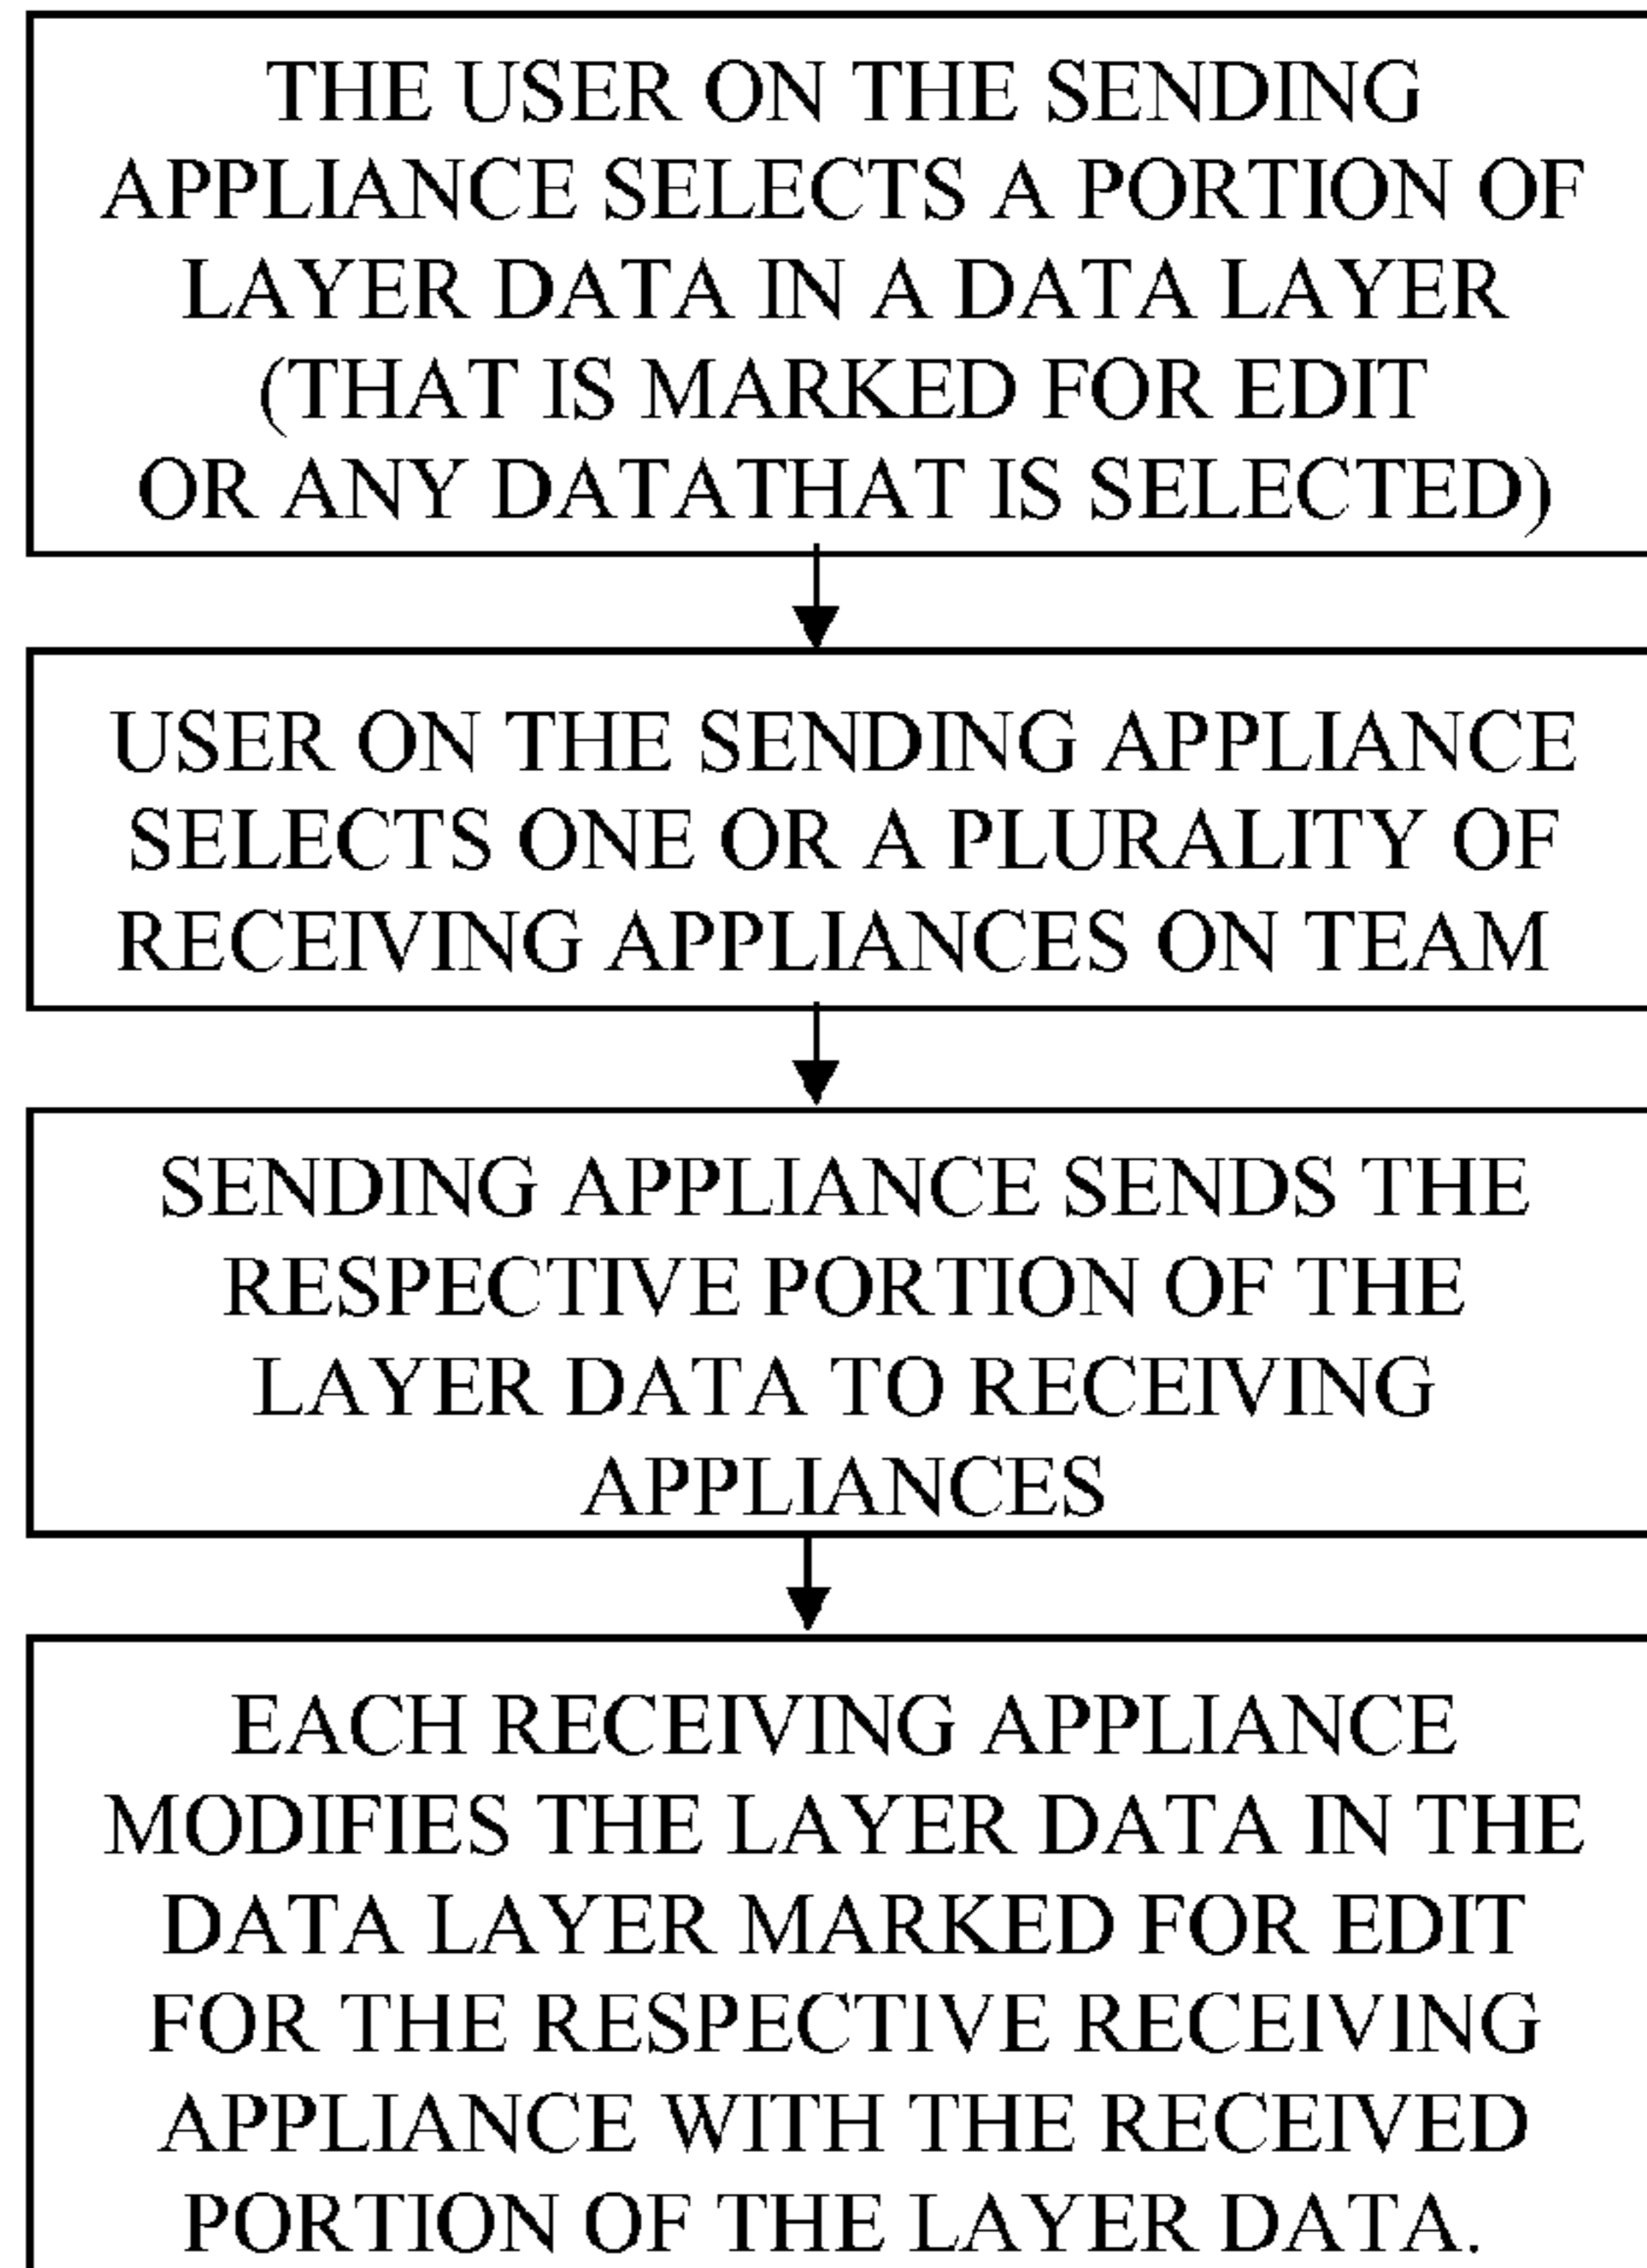 THE USER ON THE SENDING
APPLIANCE SELECTS A PORTION OF
LAYER DATA IN A DATA LAYER
(THAT IS MARKED FOR EDIT
OR ANY DATATHAT IS SELECTED)
USER ON THE SENDING APPLIANCE
SELECTS ONE OR A PLURALITY OF
RECEIVING APPLIANCES ON TEAM
SENDING APPLIANCE SENDS THE
RESPECTIVE PORTION OF THE
LAYER DATA TO RECEIVING
APPLIANCES
EACH RECEIVING APPLIANCE
MODIFIES THE LAYER DATA IN THE
DATA LAYER MARKED FOR EDIT
FOR THE RESPECTIVE RECEIVING
APPLIANCE WITH THE RECEIVED
PORTION OF THE LAYER DATA.